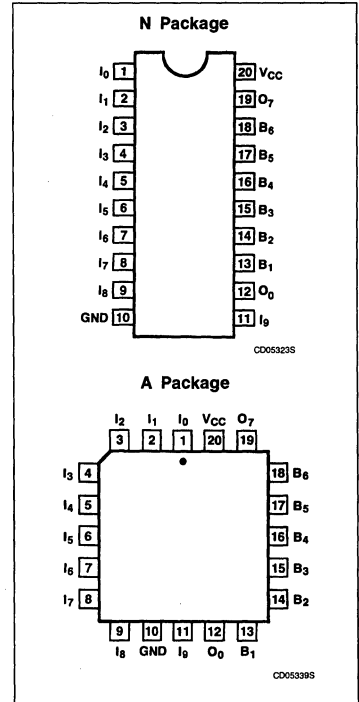 N Package
I0 1 20 VCC
I1 2 19 O7
I2 3 18 B6
I3 4 17 B5
I4 5 16 B4
I5 6 15 B3
I6 7 14 B2
I7 8 13 B1
I8 9 12 O0
GND 10 11 I9
CD05323S
A Package
I2 I1 I0 VCC O7
3 2 1 20 19
I3 4 18 B6
I4 5 17 B5
I5 6 16 B4
I6 7 15 B3
I7 8 14 B2
9 10 11 12 13
I8 GND I9 O0 B1
CD05339S